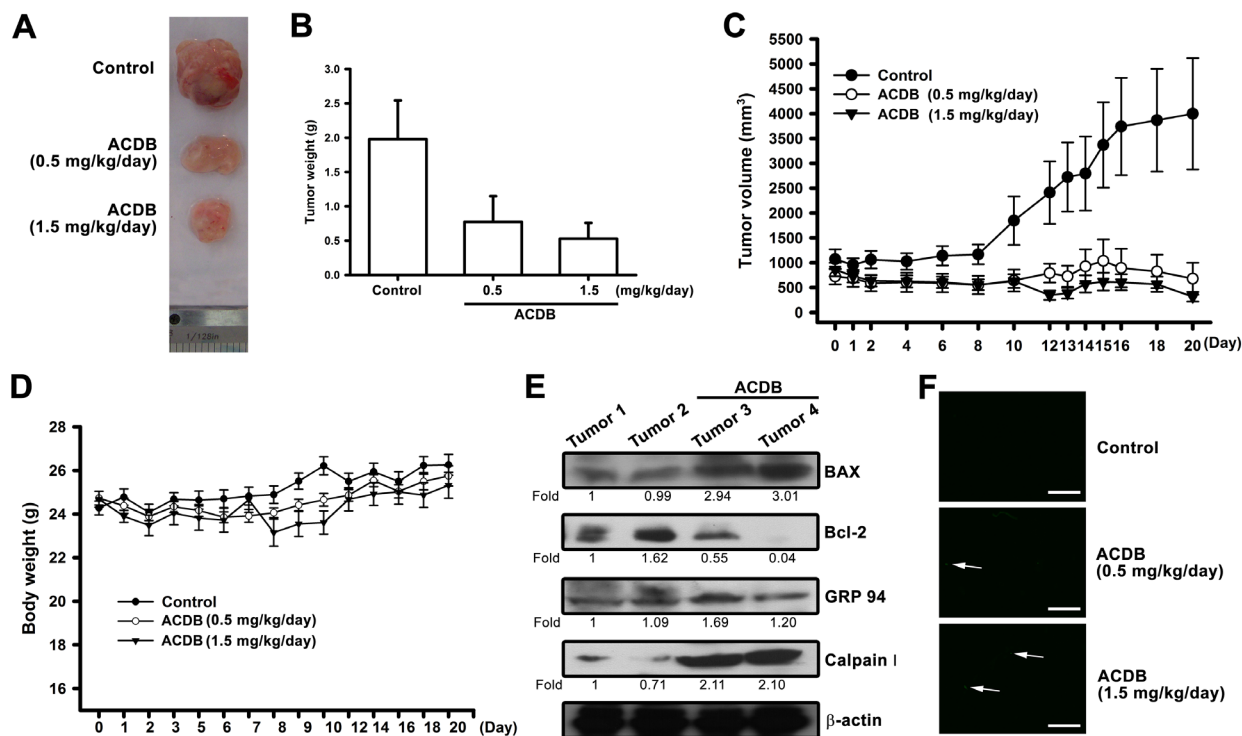 A
Control
ACDB
(0.5 mg/kg/day)
ACDB
(1.5 mg/kg/day)
1/128in
B
Tumor weight (g)
3.0
2.5
2.0
1.5
1.0
0.5
0.0
Control
0.5
1.5
(mg/kg/day)
ACDB
C
Tumor volume (mm³)
5500
5000
4500
4000
3500
3000
2500
2000
1500
1000
500
0
Control
ACDB (0.5 mg/kg/day)
ACDB (1.5 mg/kg/day)
0 1 2 4 6 8 10 12 13 14 15 16 18 20 (Day)
D
Body weight (g)
28
26
24
22
20
18
16
Control
ACDB (0.5 mg/kg/day)
ACDB (1.5 mg/kg/day)
0 1 2 3 5 6 7 7 8 9 10 12 14 16 18 20 (Day)
E
ACDB
Tumor 1 Tumor 2 Tumor 3 Tumor 4
BAX
Fold 1 0.99 2.94 3.01
Bcl-2
Fold 1 1.62 0.55 0.04
GRP 94
Fold 1 1.09 1.69 1.20
Calpain I
Fold 1 0.71 2.11 2.10
β-actin
F
Control
ACDB
(0.5 mg/kg/day)
ACDB
(1.5 mg/kg/day)